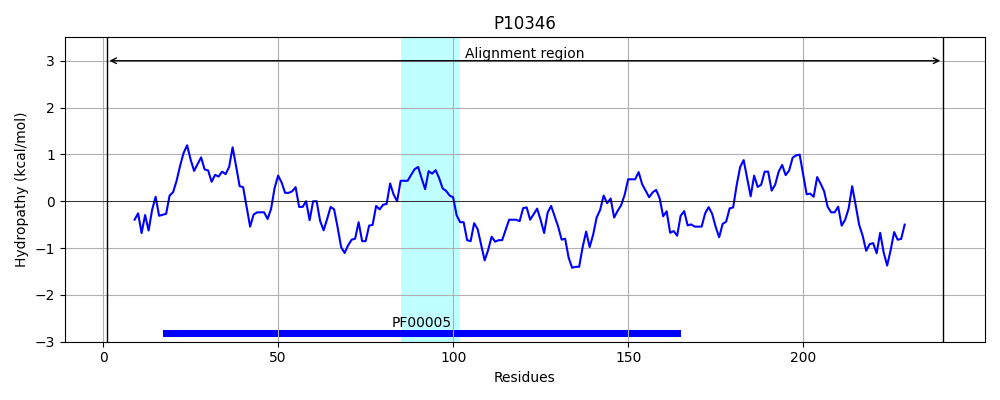 P10346
Alignment region
3
2
1
0
−1
−2
−3
Hydropathy (kcal/mol)
PF00005
0 50 100 150 200
Residues